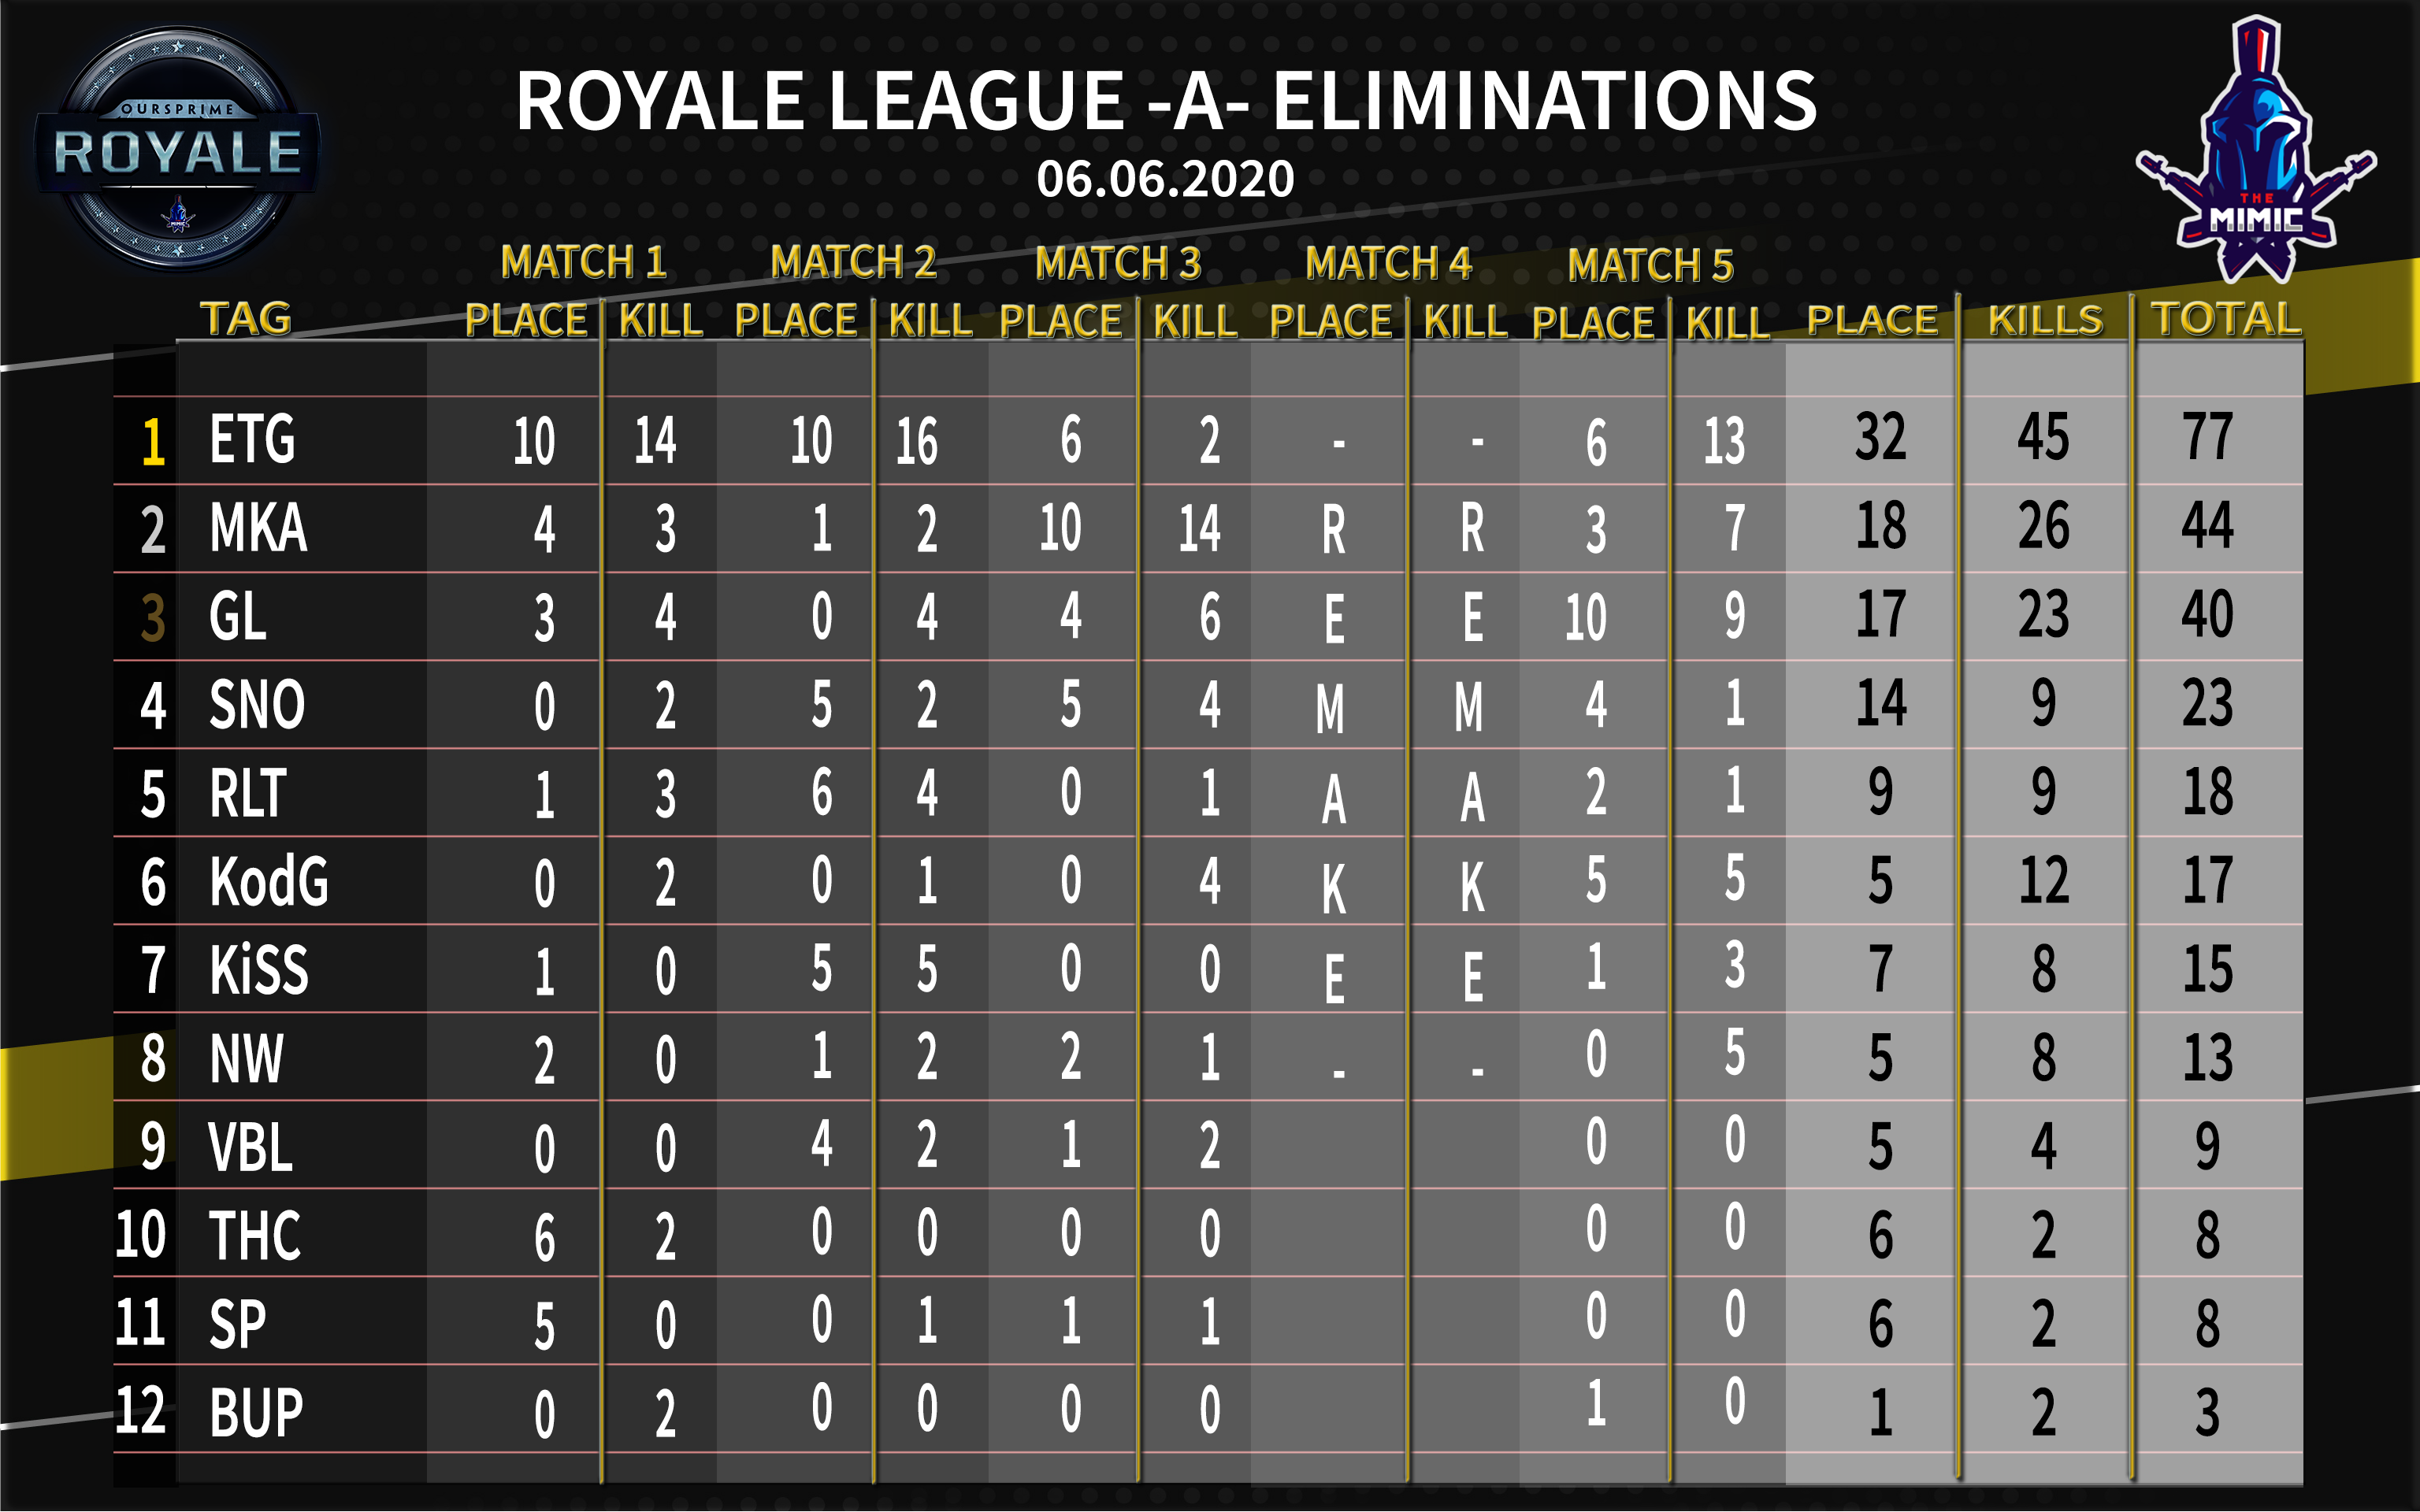 OURSPRIME
ROYALE
MIMIC
ROYALE LEAGUE -A- ELIMINATIONS
06.06.2020
THE
MIMIC
MATCH 1 MATCH 2 MATCH 3 MATCH 4 MATCH 5
TAG PLACE KILL PLACE KILL PLACE KILL PLACE KILL PLACE KILL PLACE KILLS TOTAL
1 ETG 10 14 10 16 6 2 - - 6 13 32 45 77
2 MKA 4 3 1 2 10 14 R R 3 7 18 26 44
3 GL 3 4 0 4 4 6 E E 10 9 17 23 40
4 SNO 0 2 5 2 5 4 M M 4 1 14 9 23
5 RLT 1 3 6 4 0 1 A A 2 1 9 9 18
6 KodG 0 2 0 1 0 4 K K 5 5 5 12 17
7 KiSS 1 0 5 5 0 0 E E 1 3 7 8 15
8 NW 2 0 1 2 2 1 - - 0 5 5 8 13
9 VBL 0 0 4 2 1 2 0 0 5 4 9
10 THC 6 2 0 0 0 0 0 0 6 2 8
11 SP 5 0 0 1 1 1 0 0 6 2 8
12 BUP 0 2 0 0 0 0 1 0 1 2 3